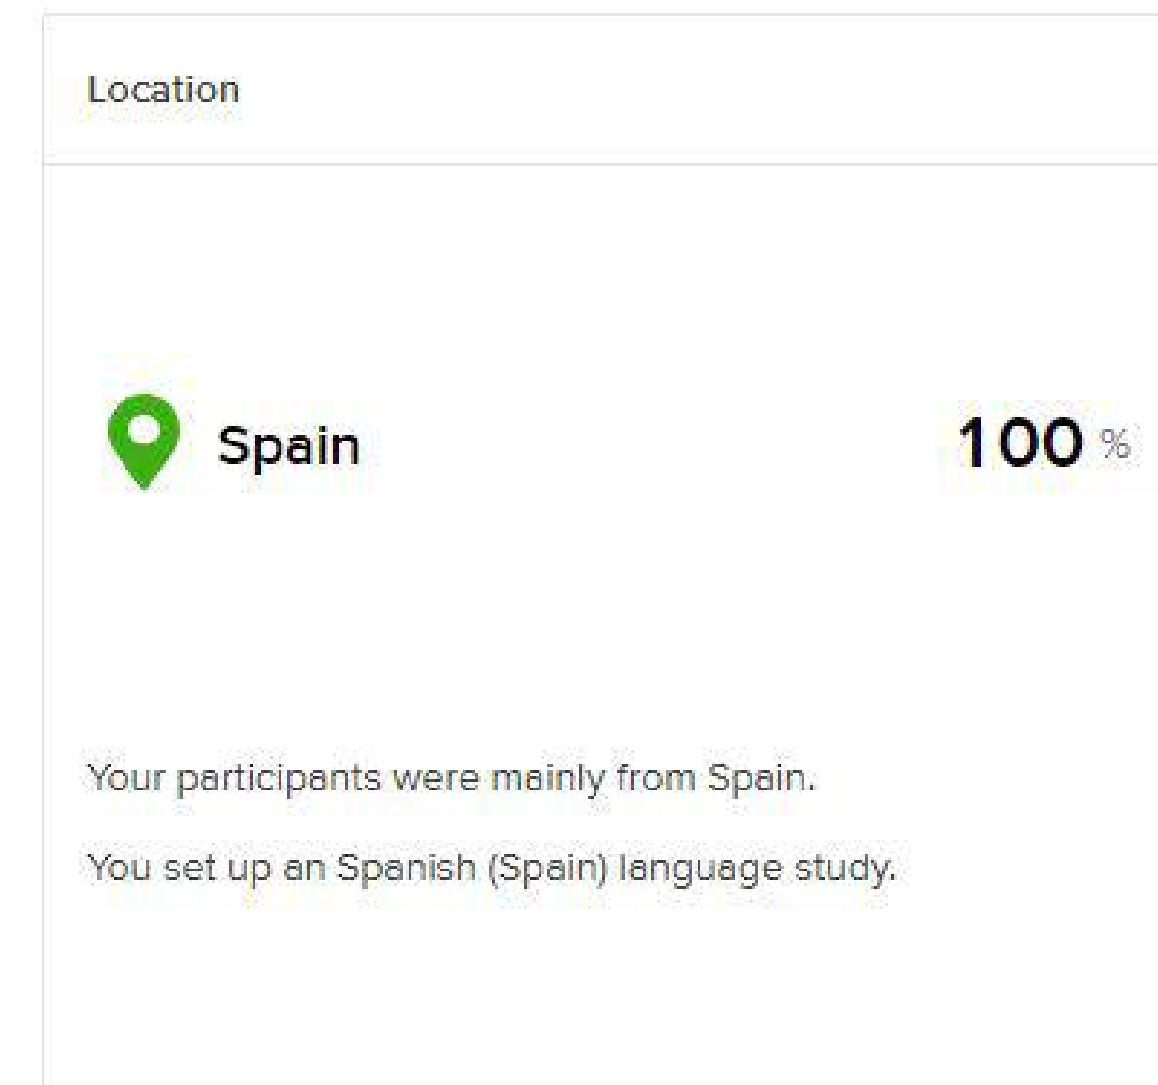 Location
Spain 100 %
Your participants were mainly from Spain.
You set up an Spanish (Spain) language study.